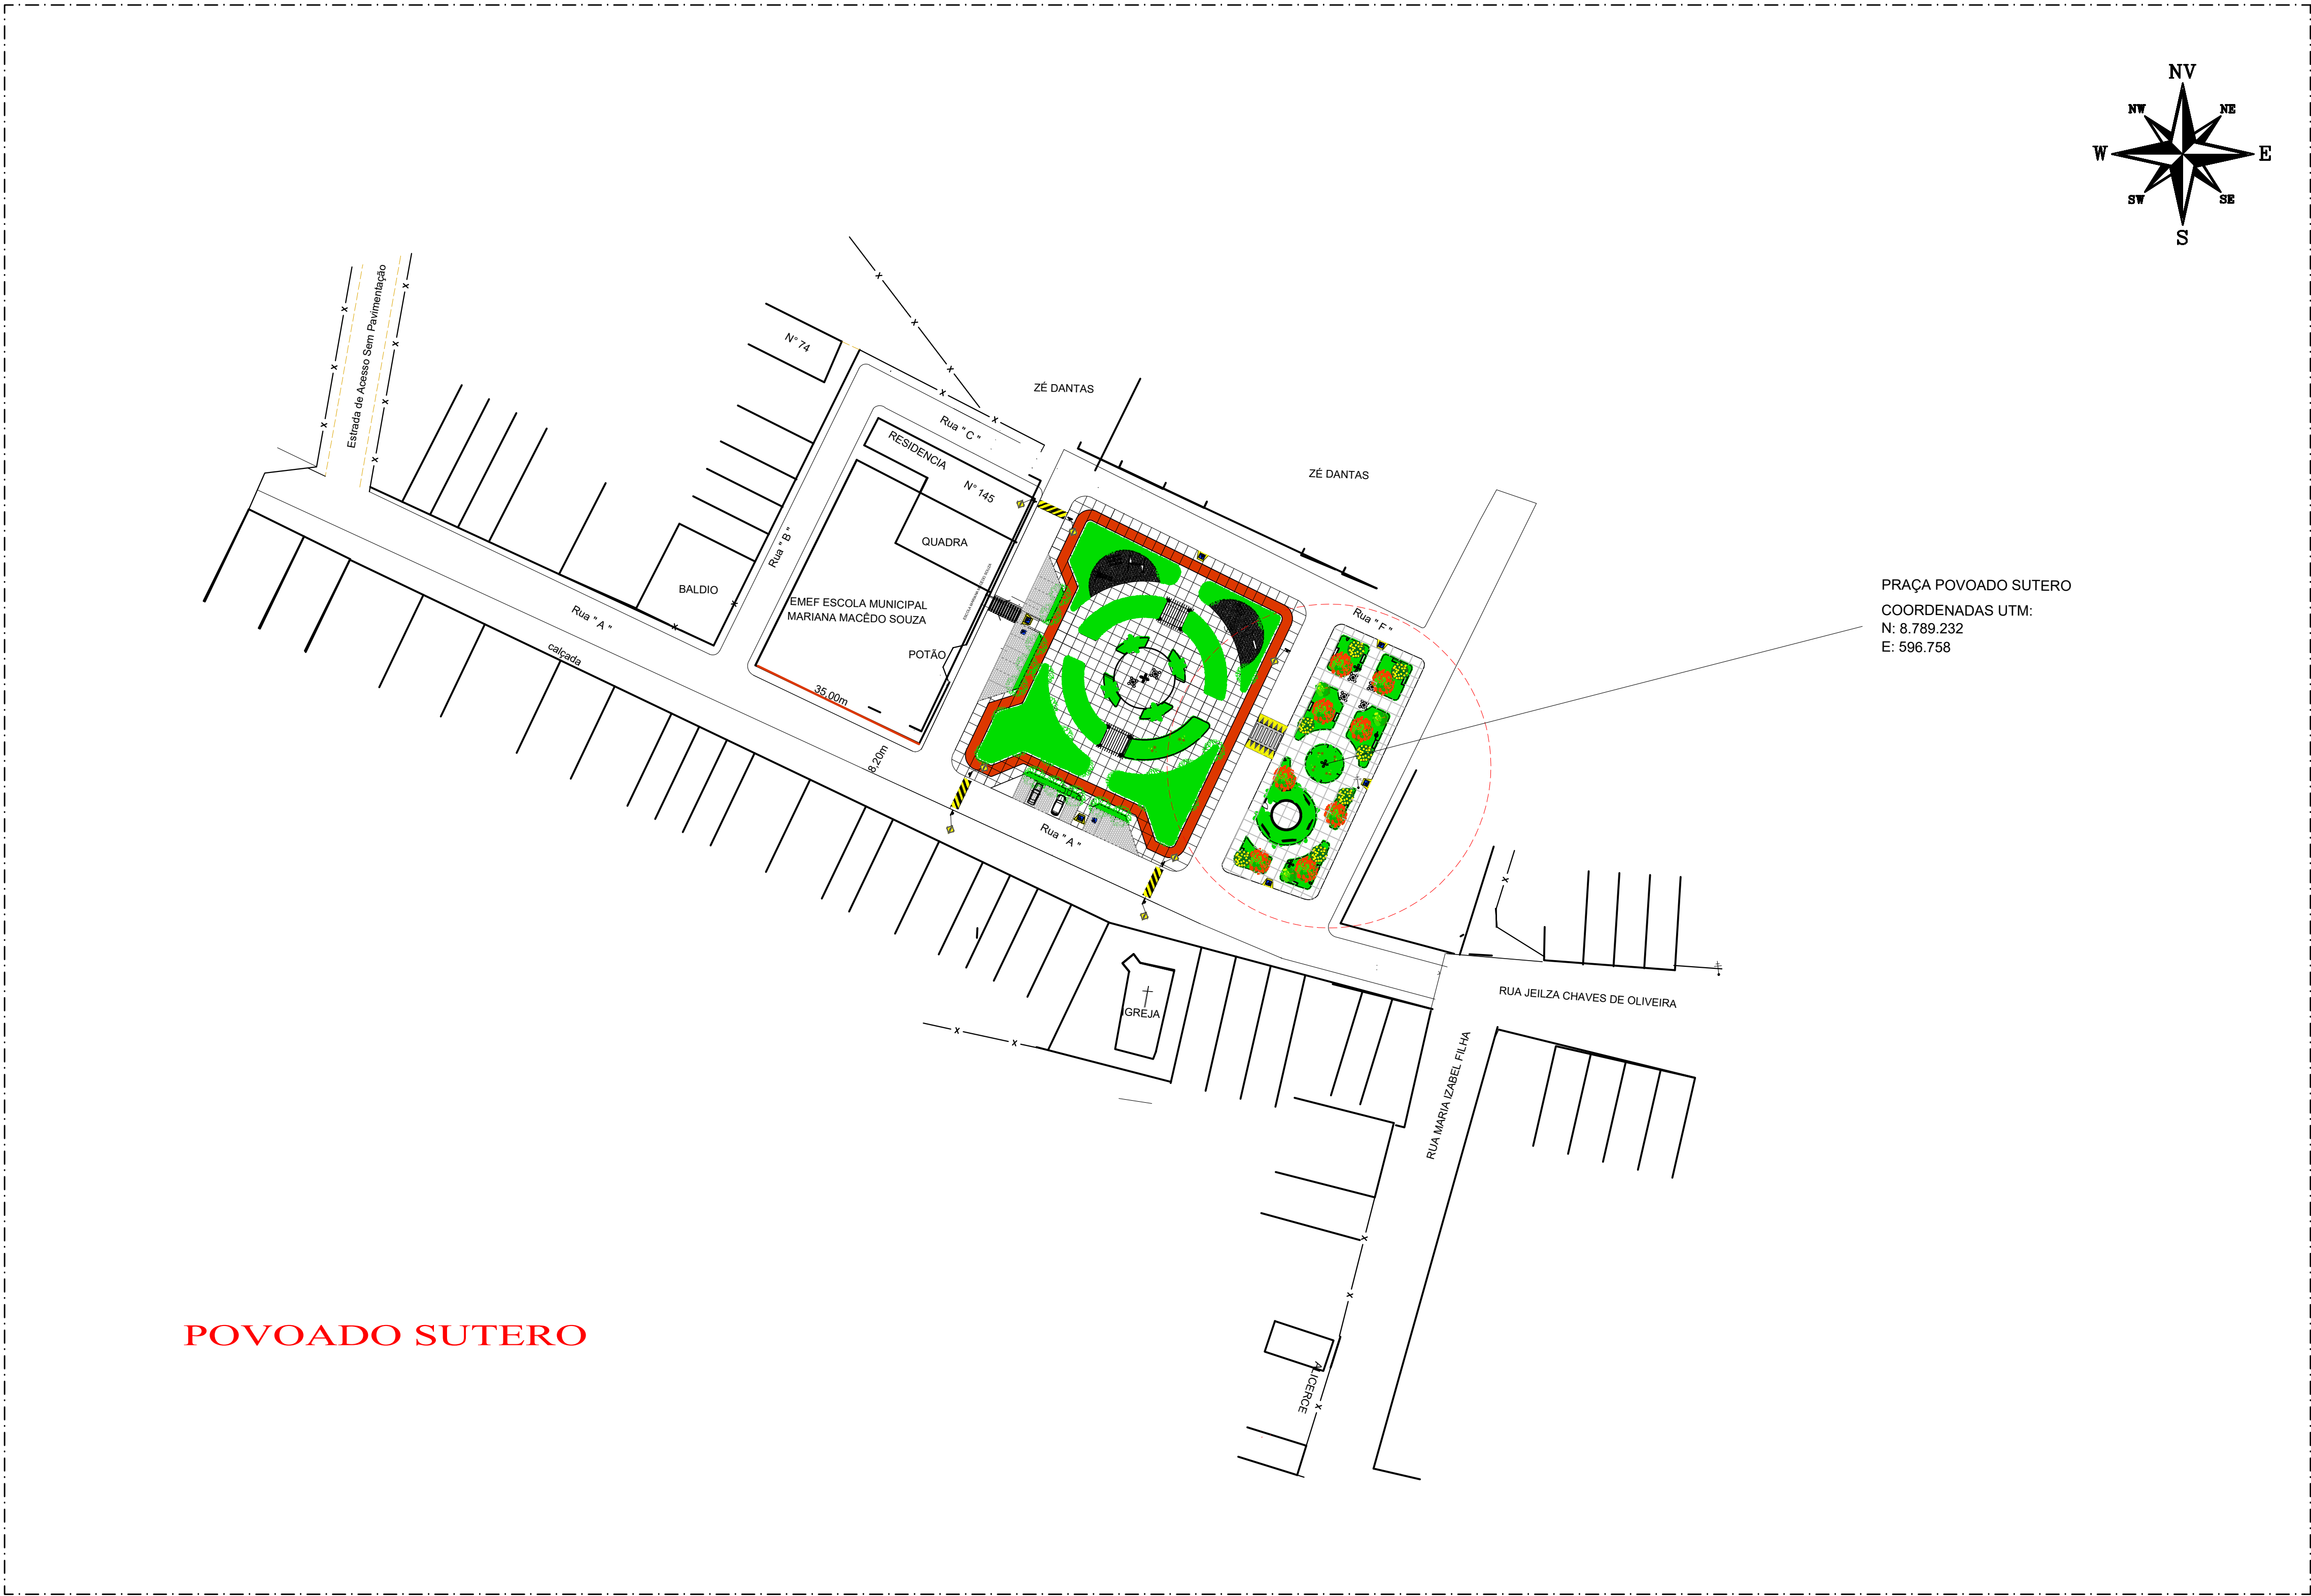 NV
NW
NE
W
E
SW
SE
S
Estrada de Acesso Sem Pavimentação
N° 74
ZÉ DANTAS
Rua " C "
RESIDENCIA
N° 145
ZÉ DANTAS
QUADRA
Rua " B "
BALDIO
EMEF ESCOLA MUNICIPAL
MARIANA MACÊDO SOUZA
Rua " A "
calçada
POTÃO
35,00m
8,20m
Rua " F "
PRAÇA POVOADO SUTERO
COORDENADAS UTM:
N: 8.789.232
E: 596.758
Rua " A "
IGREJA
RUA JEILZA CHAVES DE OLIVEIRA
RUA MARIA IZABEL FILHA
ALICERCE
POVOADO SUTERO